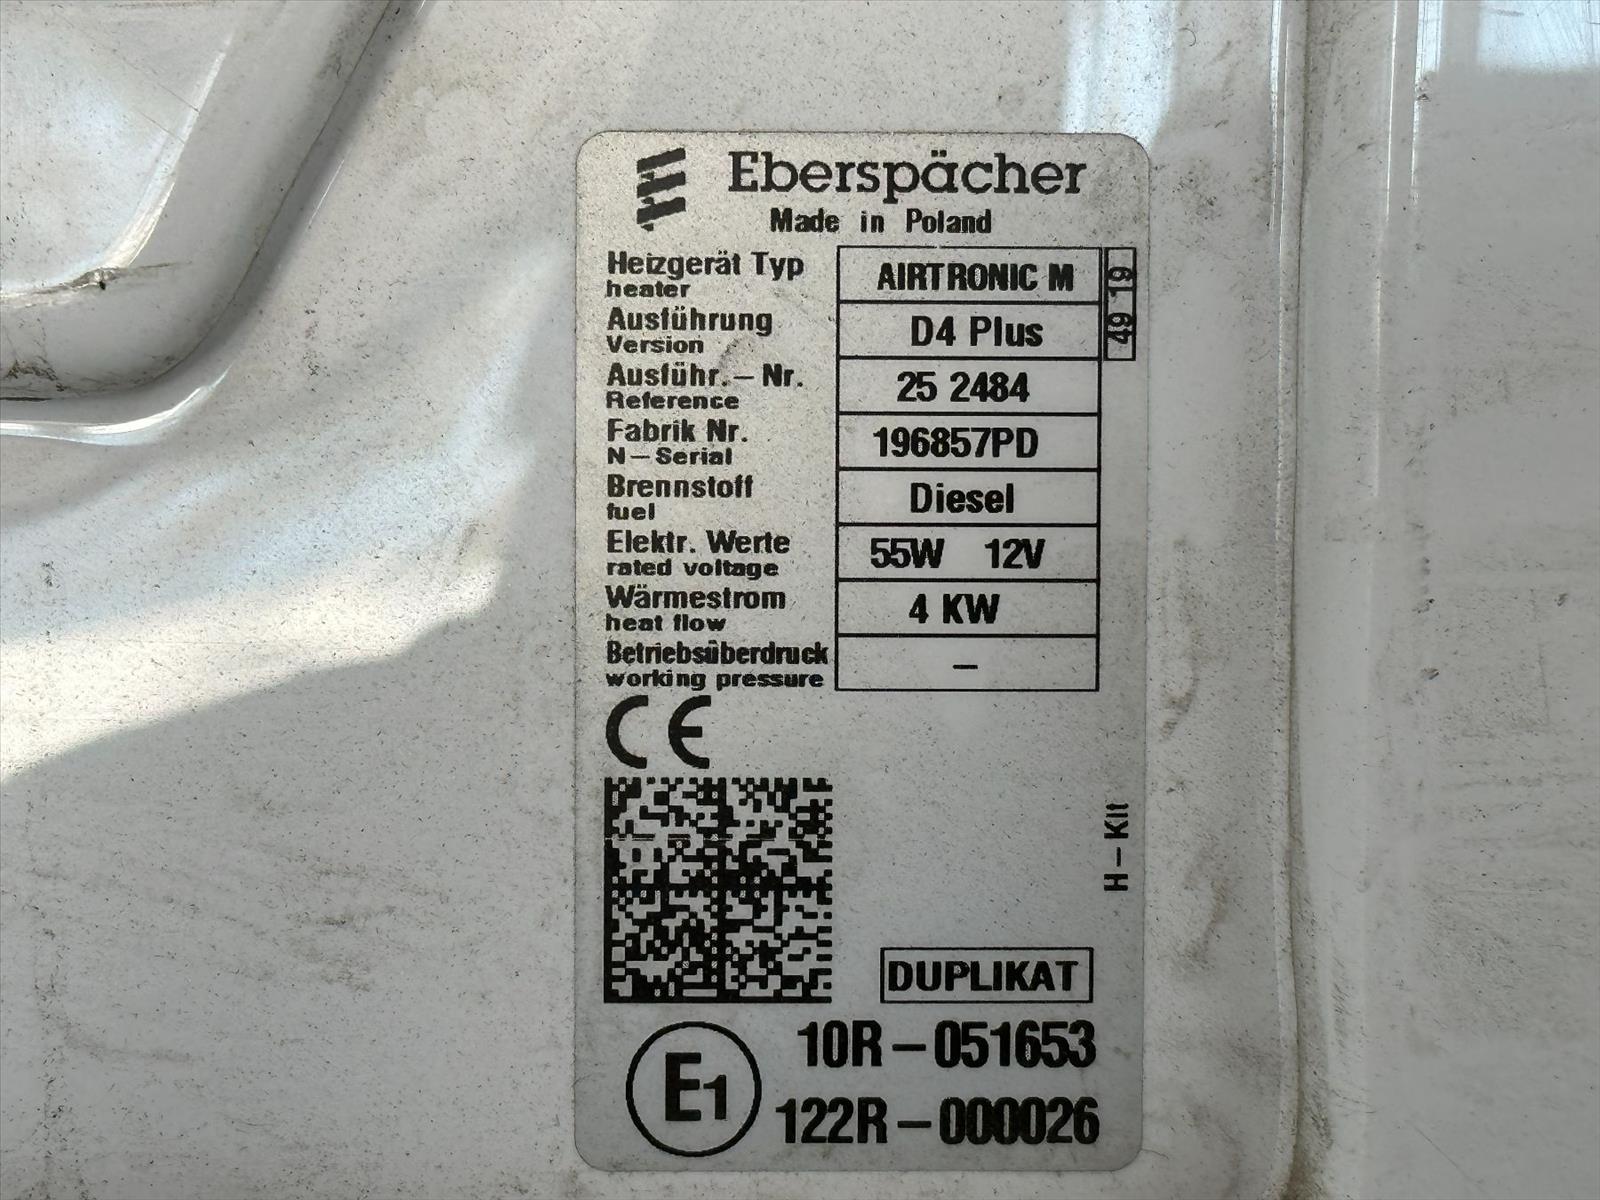 Eberspächer
Made in Poland
Heizgerät Typ
heater
AIRTRONIC M
49 19
Ausführung
Version
D4 Plus
Ausführ.-Nr.
Reference
25 2484
Fabrik Nr.
N-Serial
196857PD
Brennstoff
fuel
Diesel
Elektr. Werte
rated voltage
55W 12V
Wärmestrom
heat flow
4 KW
Betriebsüberdruck
working pressure
-
CE
H-Kit
DUPLIKAT
E1
10R-051653
122R-000026